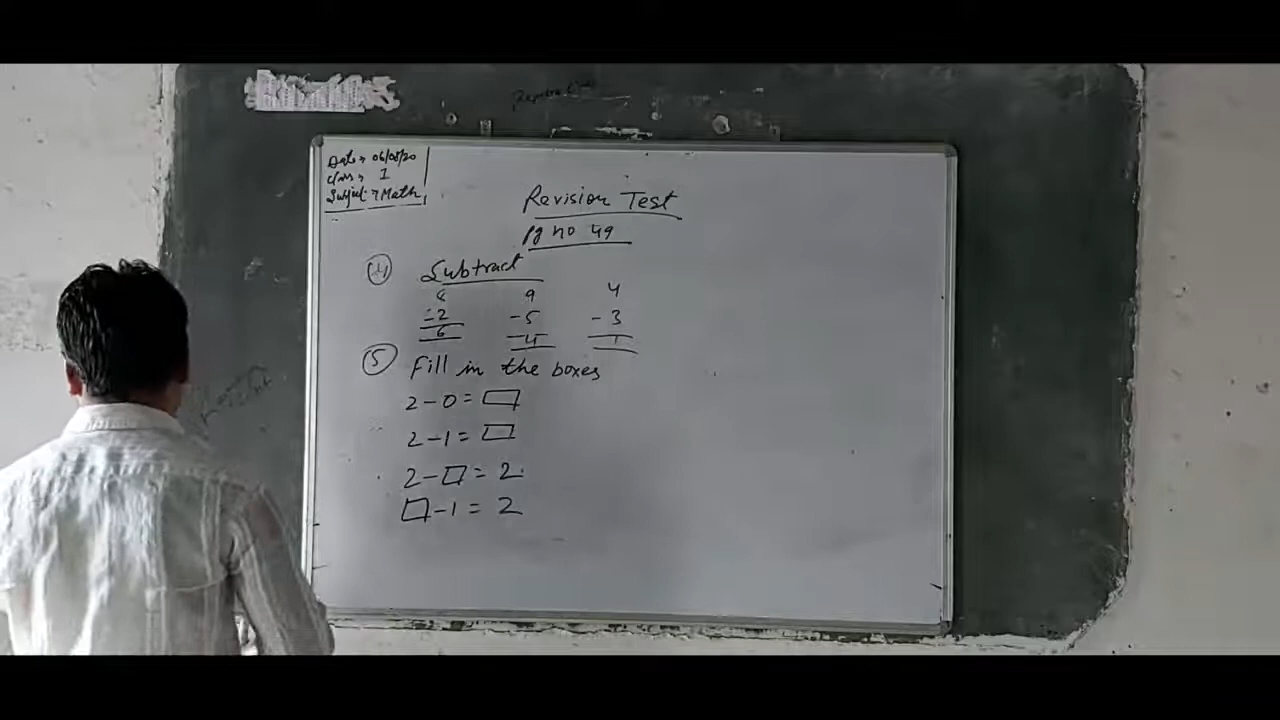 Date → 06/08/20
Class → I
Subject → Math
Revision Test
Pg no 49
④ Subtract
8 9 4
-2 -5 -3
6 4 1
⑤ Fill in the boxes
2-0=□
2-1=□
2-□=2
□-1=2